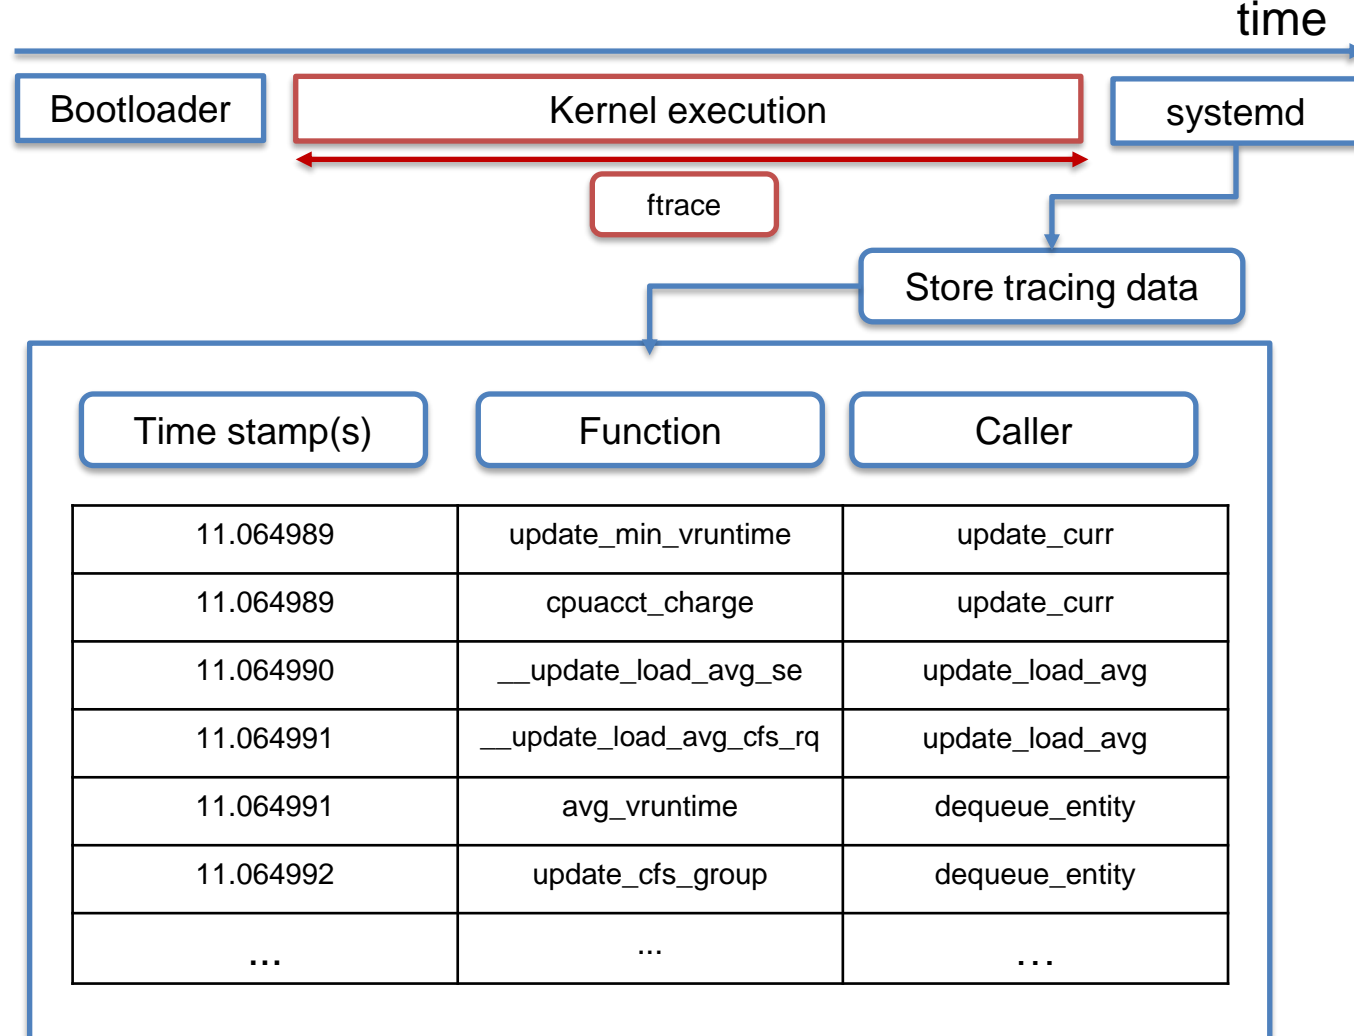 time
Bootloader
Kernel execution
systemd
ftrace
Store tracing data
Time stamp(s) Function Caller
11.064989 update_min_vruntime update_curr
11.064989 cpuacct_charge update_curr
11.064990 __update_load_avg_se update_load_avg
11.064991 __update_load_avg_cfs_rq update_load_avg
11.064991 avg_vruntime dequeue_entity
11.064992 update_cfs_group dequeue_entity
... ... ...